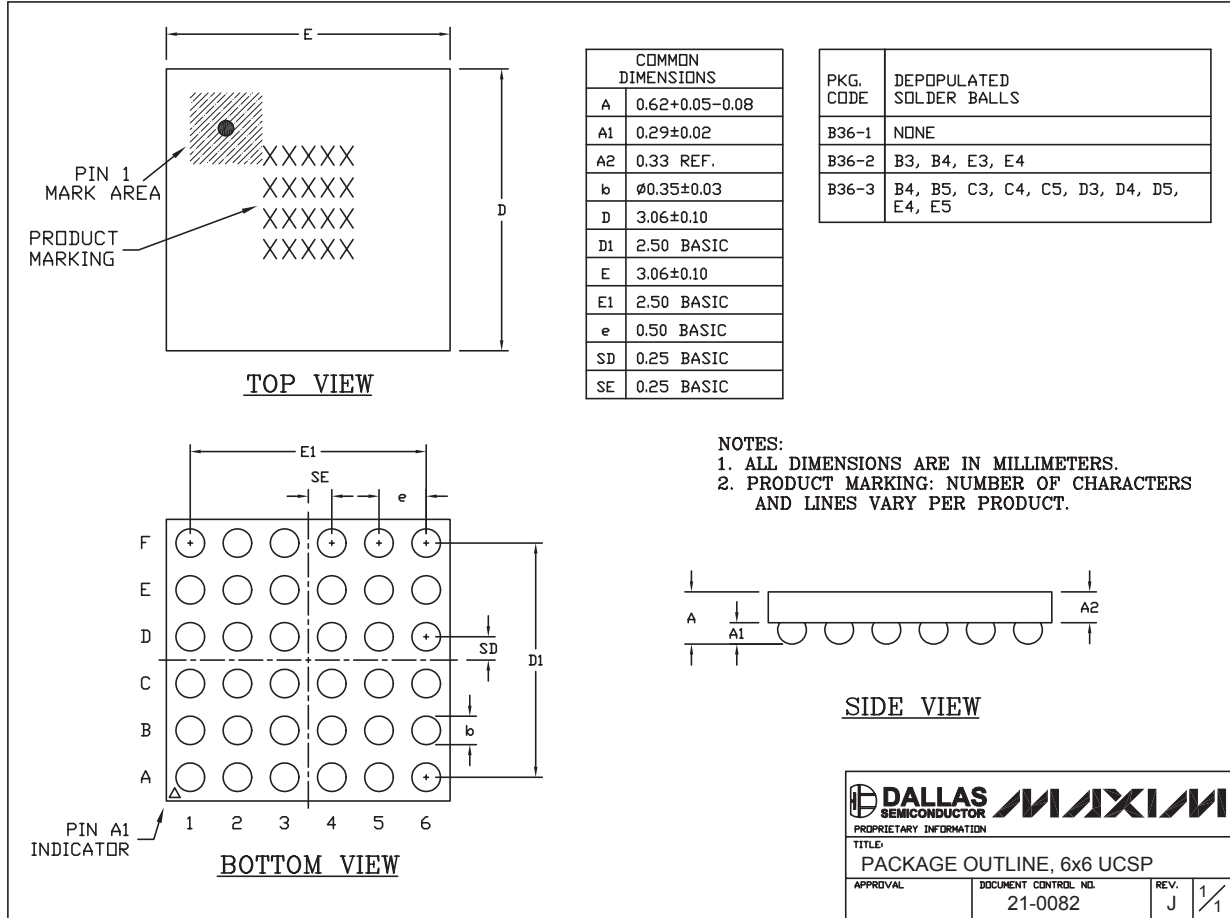 E
PIN 1
MARK AREA
PRODUCT
MARKING
XXXXX
XXXXX
XXXXX
XXXXX
D
TOP VIEW
COMMON
DIMENSIONS
A 0.62+0.05-0.08
A1 0.29±0.02
A2 0.33 REF.
b ø0.35±0.03
D 3.06±0.10
D1 2.50 BASIC
E 3.06±0.10
E1 2.50 BASIC
e 0.50 BASIC
SD 0.25 BASIC
SE 0.25 BASIC
PKG. DEPOPULATED
CODE SOLDER BALLS
B36-1 NONE
B36-2 B3, B4, E3, E4
B36-3 B4, B5, C3, C4, C5, D3, D4, D5,
E4, E5
NOTES:
1. ALL DIMENSIONS ARE IN MILLIMETERS.
2. PRODUCT MARKING: NUMBER OF CHARACTERS
AND LINES VARY PER PRODUCT.
E1
SE
e
F
E
D
C
B
A
SD
D1
b
1 2 3 4 5 6
PIN A1
INDICATOR
BOTTOM VIEW
A
A1
A2
SIDE VIEW
DALLAS
SEMICONDUCTOR
MAXIM
PROPRIETARY INFORMATION
TITLE:
PACKAGE OUTLINE, 6x6 UCSP
APPROVAL
DOCUMENT CONTROL NO.
21-0082
REV.
J
1/1